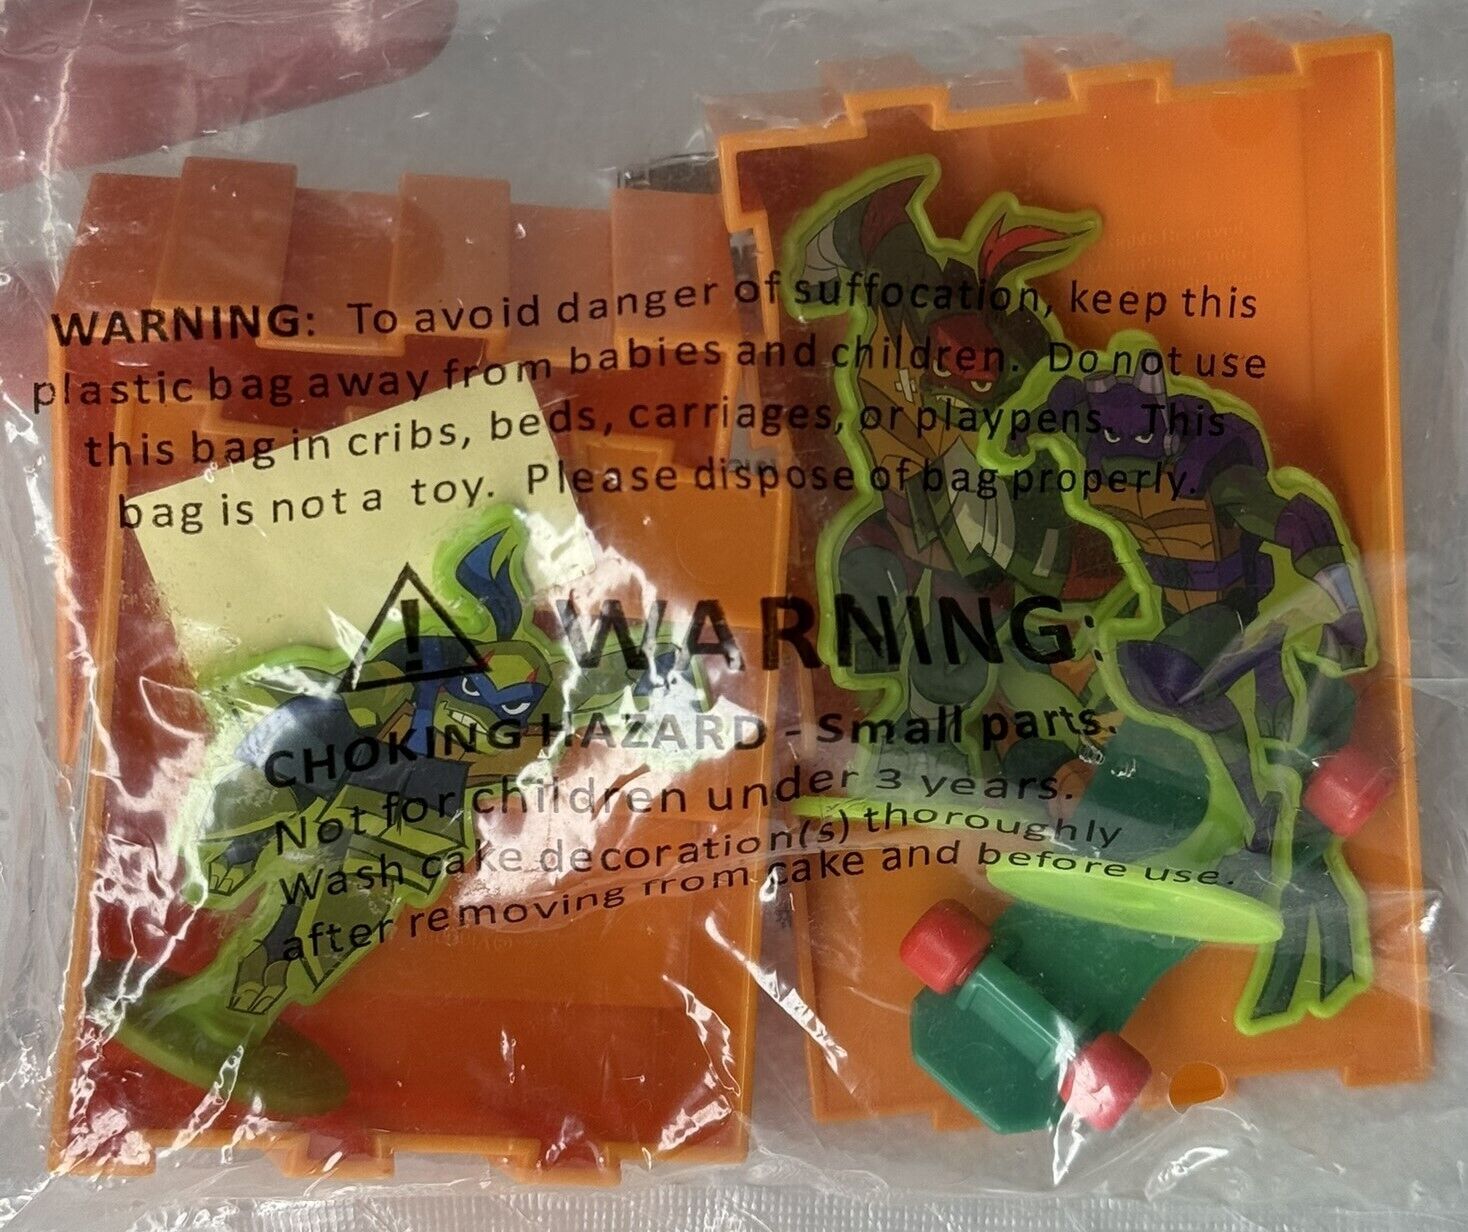 WARNING: To avoid danger of suffocation, keep this
plastic bag away from babies and children. Do not use
this bag in cribs, beds, carriages, or playpens. This
bag is not a toy. Please dispose of bag properly.
! WARNING:
CHOKING HAZARD - Small parts.
Not for children under 3 years.
Wash cake decoration(s) thoroughly
after removing from cake and before use.